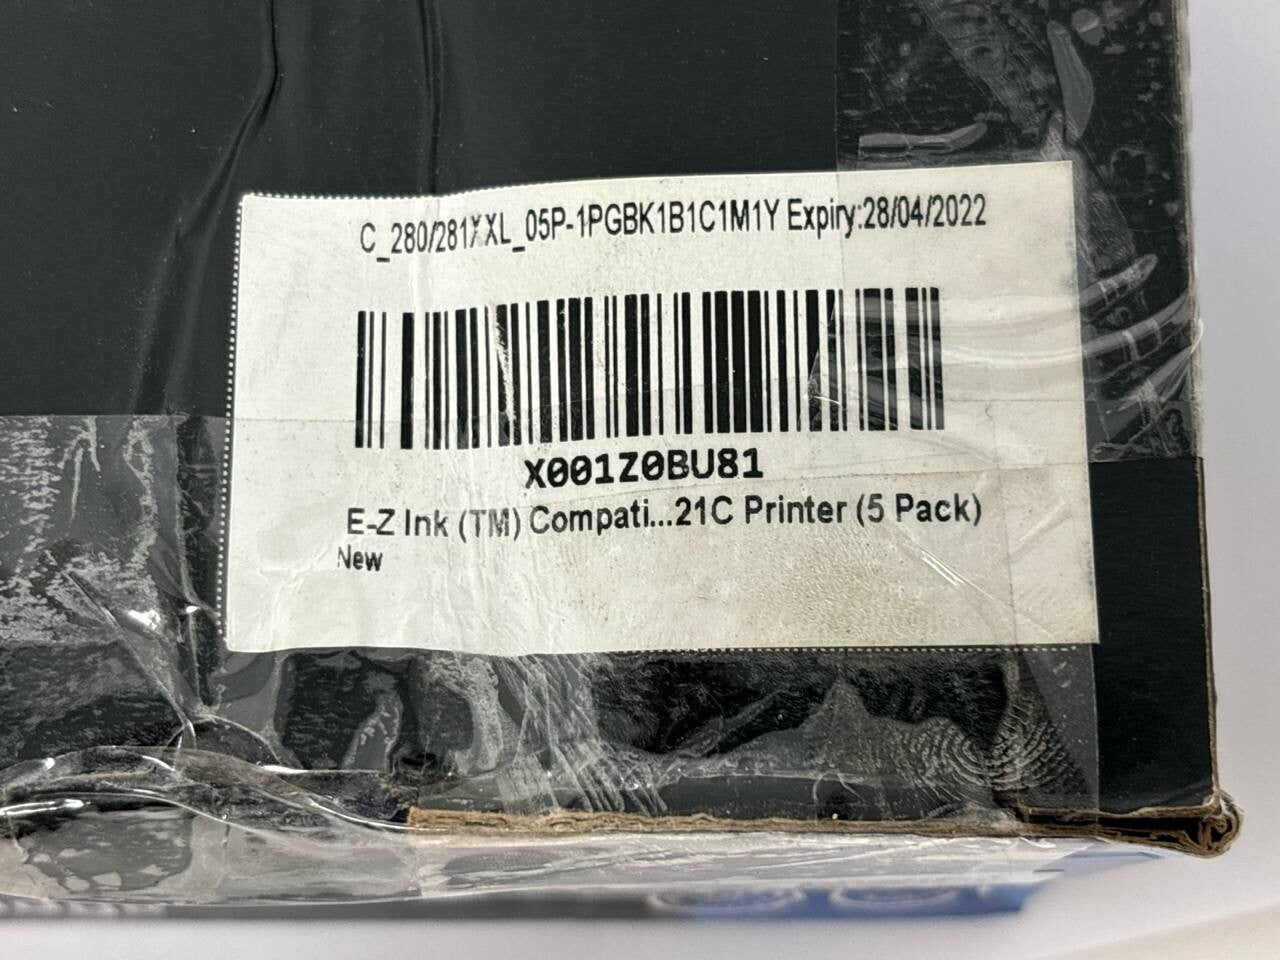 C_280/281XXL_05P-1PGBK1B1C1M1Y Expiry:28/04/2022
X001Z0BU81
E-Z Ink (TM) Compati...21C Printer (5 Pack)
New